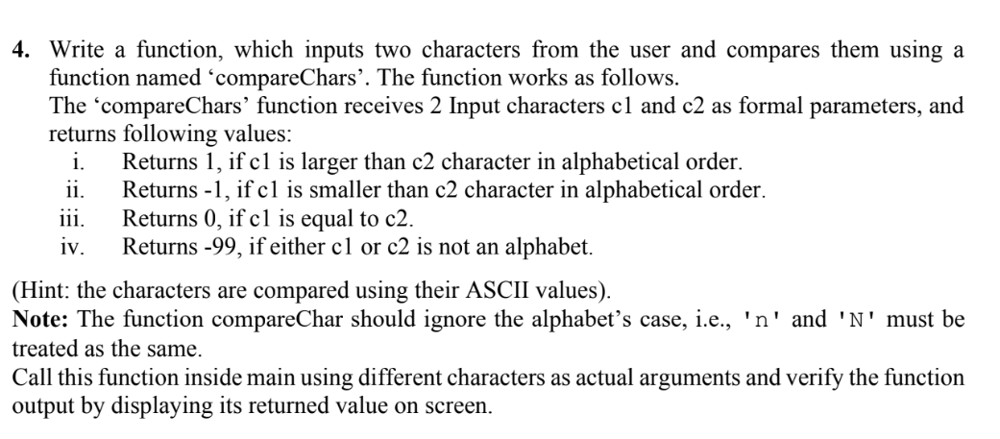 4. Write a function, which inputs two characters from the user and compares them using a
function named ‘compareChars’. The function works as follows.
The ‘compareChars’ function receives 2 Input characters c1 and c2 as formal parameters, and
returns following values:
i. Returns 1, if c1 is larger than c2 character in alphabetical order.
ii. Returns -1, if c1 is smaller than c2 character in alphabetical order.
iii. Returns 0, if c1 is equal to c2.
iv. Returns -99, if either c1 or c2 is not an alphabet.
(Hint: the characters are compared using their ASCII values).
Note: The function compareChar should ignore the alphabet’s case, i.e., 'n' and 'N' must be
treated as the same.
Call this function inside main using different characters as actual arguments and verify the function
output by displaying its returned value on screen.